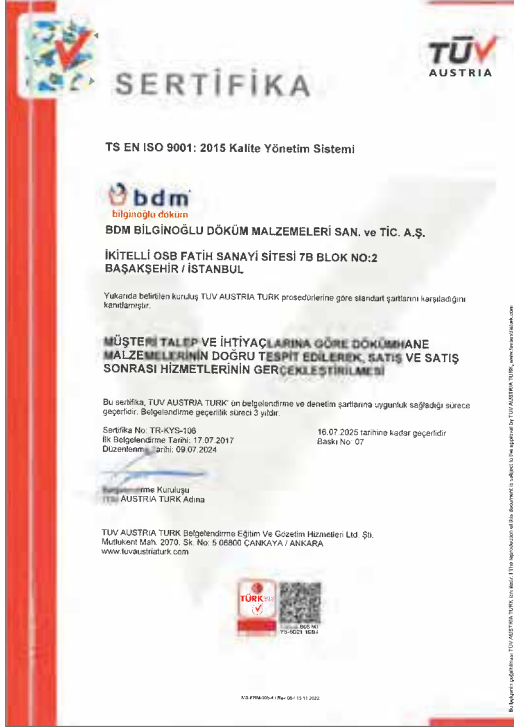 TÜV
AUSTRIA
SERTİFİKA
TS EN ISO 9001: 2015 Kalite Yönetim Sistemi
bdm
bilginoğlu döküm
BDM BİLGİNOĞLU DÖKÜM MALZEMELERİ SAN. ve TİC. A.Ş.
İKİTELLİ OSB FATİH SANAYİ SİTESİ 7B BLOK NO:2
BAŞAKŞEHİR / İSTANBUL
Yukarıda belirtilen kuruluş TUV AUSTRIA TURK prosedürlerine göre standart şartlarını karşıladığını
kanıtlamıştır.
MÜŞTERİ TALEP VE İHTİYAÇLARINA GÖRE DÖKÜMHANE
MALZEMELERİNİN DOĞRU TESPİT EDİLEREK, SATIŞ VE SATIŞ
SONRASI HİZMETLERİNİN GERÇEKLEŞTİRİLMESİ
Bu sertifika, TUV AUSTRIA TURK' ün belgelendirme ve denetim şartlarına uygunluk sağladığı sürece
geçerlidir. Belgelendirme geçerlilik süreci 3 yıldır.
Sertifika No: TR-KYS-106
İlk Belgelendirme Tarihi: 17.07.2017
Düzenlenme Tarihi: 09.07.2024
16.07.2025 tarihine kadar geçerlidir
Baskı No: 07
Kuruluşu
AUSTRIA TURK Adına
TUV AUSTRIA TURK Belgelendirme Eğitim Ve Gözetim Hizmetleri Ltd. Şti.
Mutlukent Mah. 2070. Sk. No: 5 06800 ÇANKAYA / ANKARA
www.tuvaustriaturk.com
TÜRK